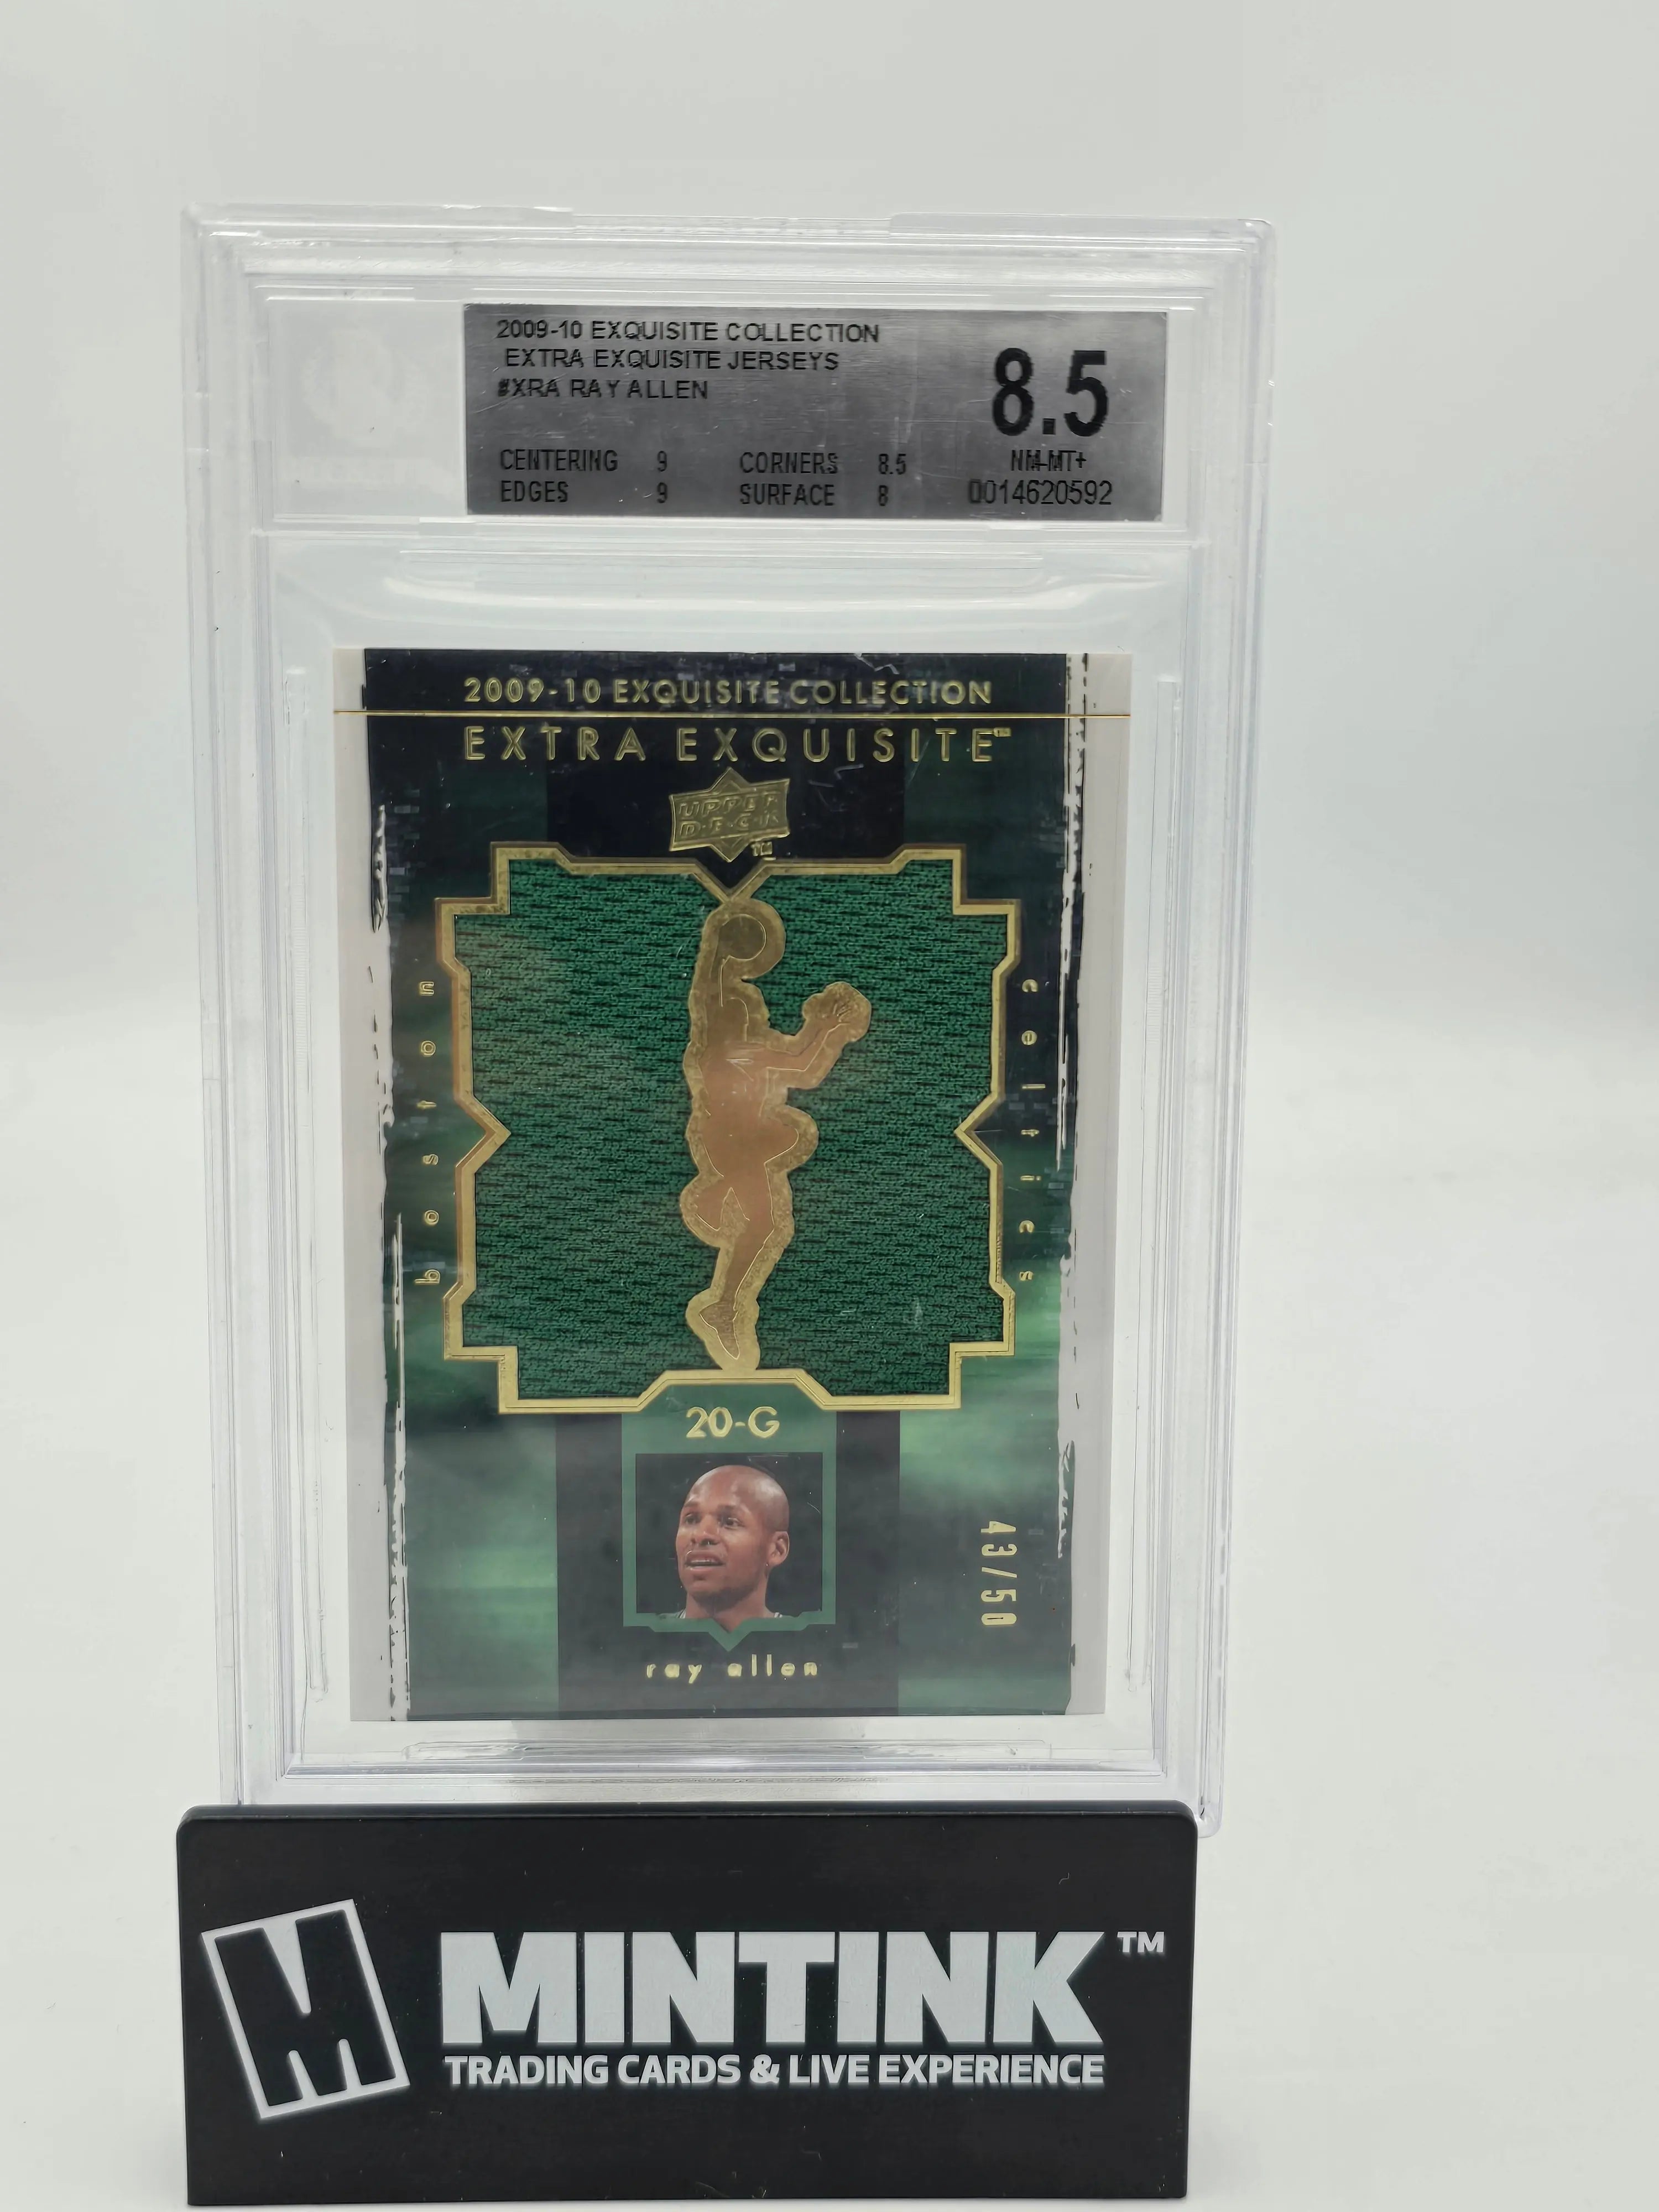 2009-10 EXQUISITE COLLECTION
EXTRA EXQUISITE JERSEYS
#XRA RAY ALLEN
8.5
CENTERING 9 CORNERS 8.5 NM-MT+
EDGES 9 SURFACE 8 0014620592
2009-10 EXQUISITE COLLECTION
EXTRA EXQUISITE™
UPPER
DECK
TM
boston
celtics
20-G
43/50
ray allen
M
MINTINK™
TRADING CARDS & LIVE EXPERIENCE